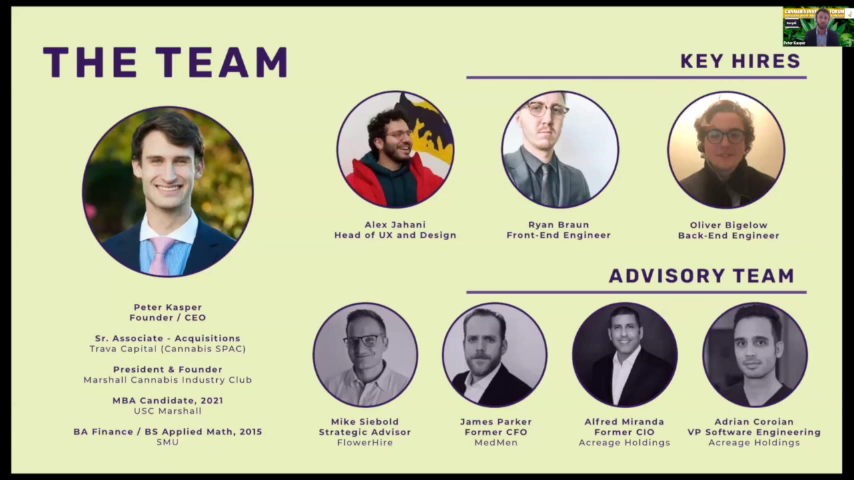 THE TEAM
Peter Kasper
Founder / CEO
Sr. Associate - Acquisitions
Trava Capital (Cannabis SPAC)
President & Founder
Marshall Cannabis Industry Club
MBA Candidate, 2021
USC Marshall
BA Finance / BS Applied Math, 2015
SMU
KEY HIRES
Alex Jahani
Head of UX and Design
Ryan Braun
Front-End Engineer
Oliver Bigelow
Back-End Engineer
ADVISORY TEAM
Mike Siebold
Strategic Advisor
FlowerHire
James Parker
Former CFO
MedMen
Alfred Miranda
Former CIO
Acreage Holdings
Adrian Coroian
VP Software Engineering
Acreage Holdings
Peter Kasper